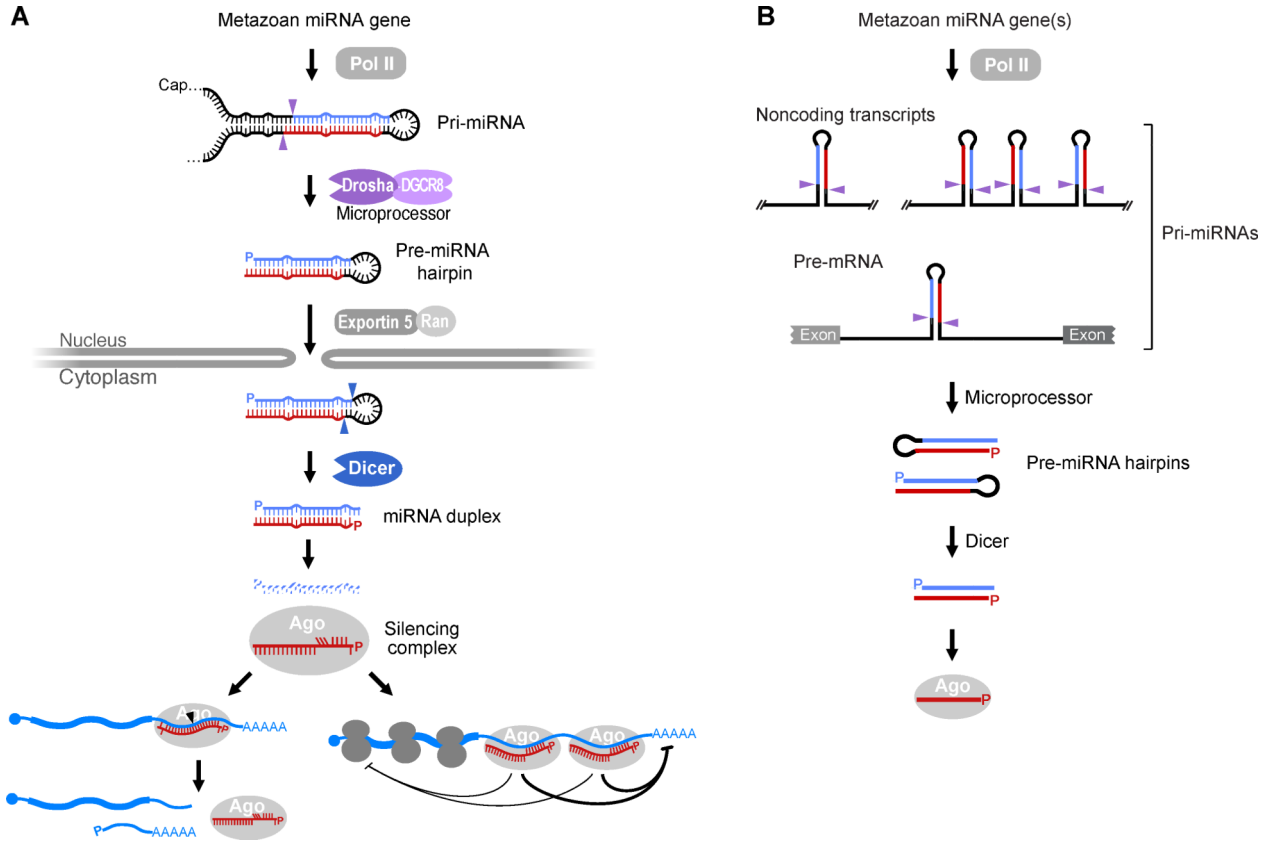 A
Metazoan miRNA gene
Pol II
Cap...
Pri-miRNA
...
Drosha
DGCR8
Microprocessor
P
Pre-miRNA
hairpin
Exportin 5
Ran
Nucleus
Cytoplasm
P
Dicer
P
miRNA duplex
P
P
Ago
Silencing
complex
P
Ago
P
AAAAA
Ago
P
Ago
P
AAAAA
Ago
P
P
AAAAA
B
Metazoan miRNA gene(s)
Pol II
Noncoding transcripts
Pri-miRNAs
Pre-mRNA
Exon
Exon
Microprocessor
P
Pre-miRNA hairpins
P
Dicer
P
P
Ago
P